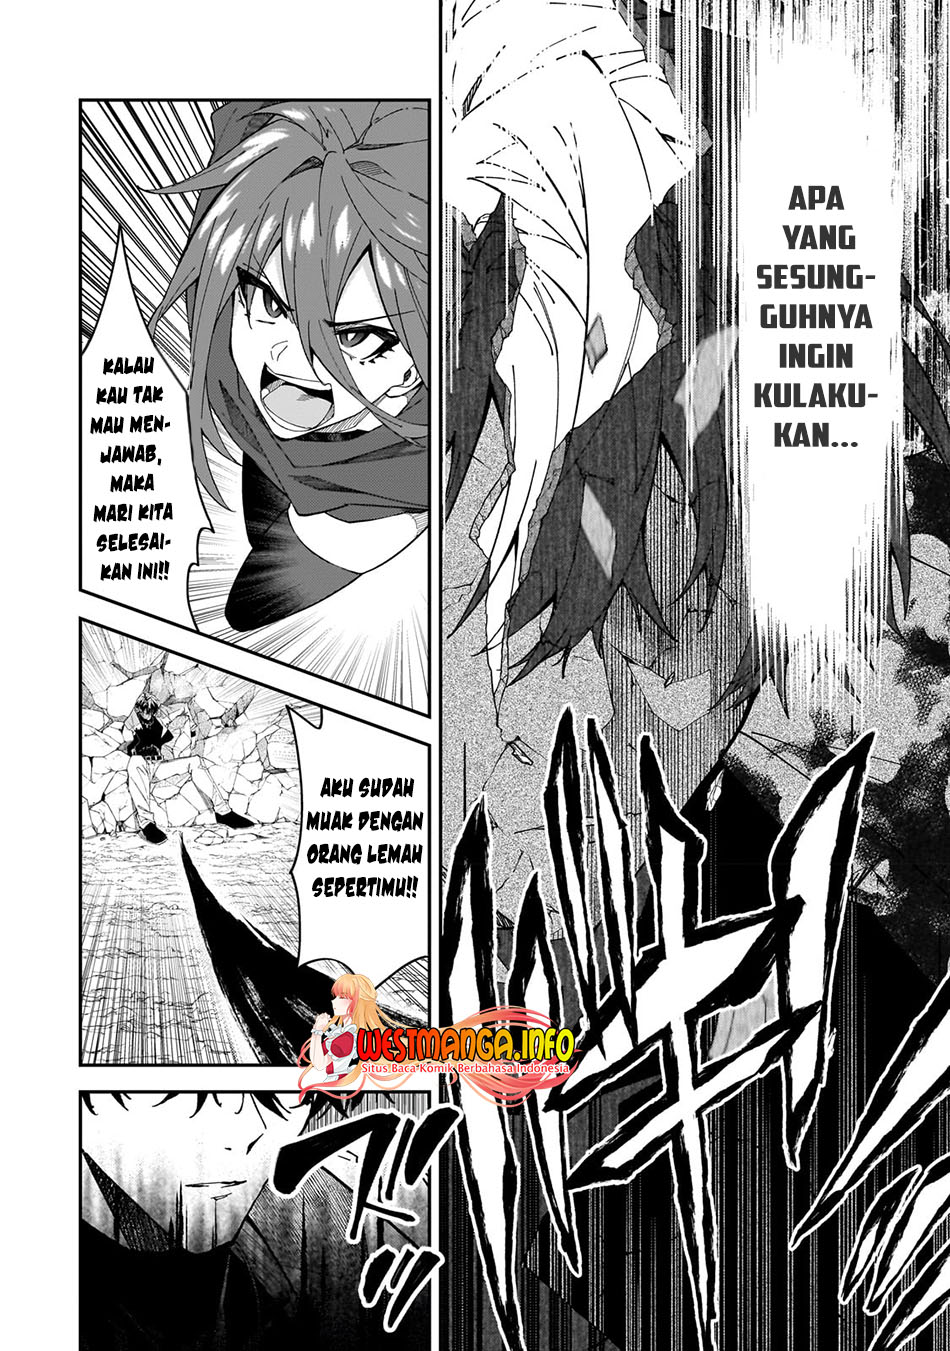 APA
YANG
SESUNG-
GUHNYA
INGIN
KULAKU-
KAN...
KALAU
KAU TAK
MAU MEN-
JAWAB,
MAKA
MARI KITA
SELESAI-
KAN INI!!
AKU SUDAH
MUAK DENGAN
ORANG LEMAH
SEPERTIMU!!
WESTMANGA.INFO
Situs Baca Komik Berbahasa Indonesia
ズ